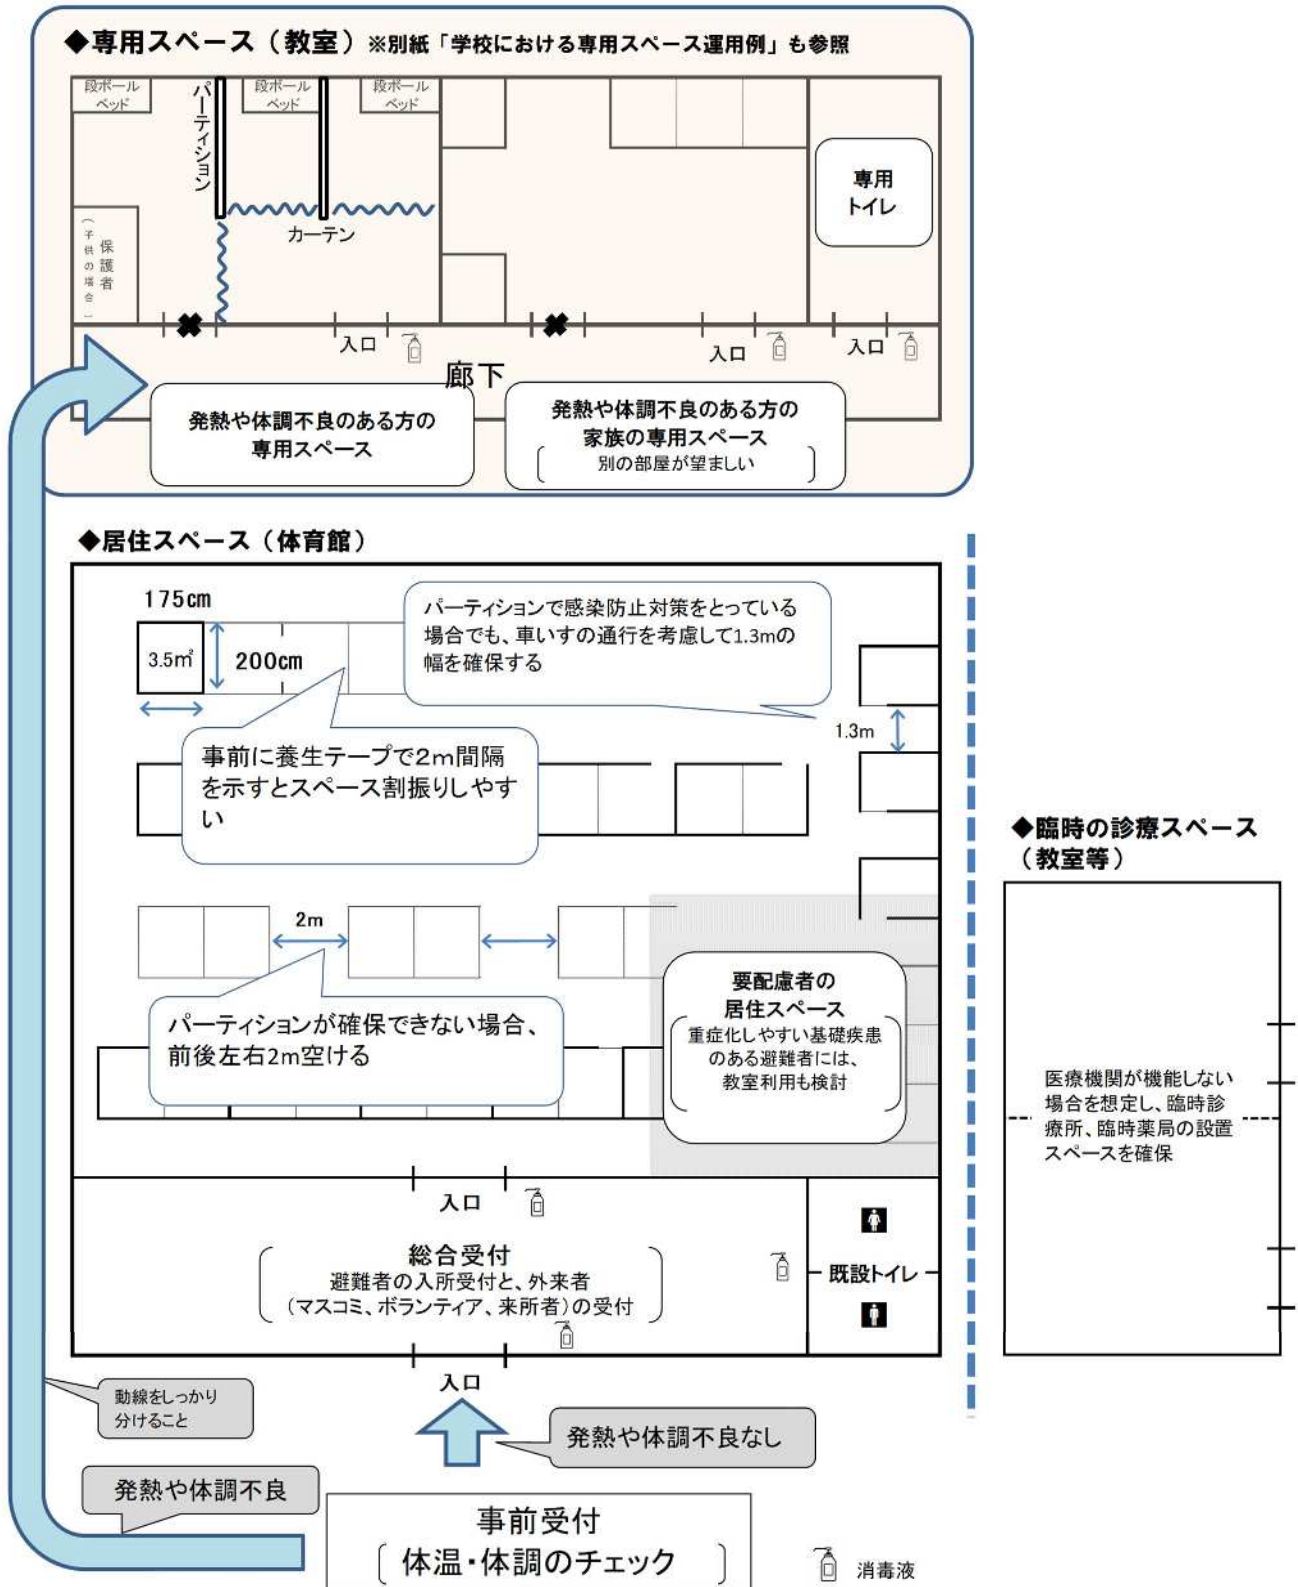 ◆専用スペース（教室）※別紙「学校における専用スペース運用例」も参照
段ボール
ベッド
パーティション
段ボール
ベッド
段ボール
ベッド
専用
トイレ
カーテン
保護者
（子供の場合）
入口
入口
入口
廊下
発熱や体調不良のある方の
専用スペース
発熱や体調不良のある方の
家族の専用スペース
別の部屋が望ましい
◆居住スペース（体育館）
175cm
3.5㎡
200cm
パーティションで感染防止対策をとっている
場合でも、車いすの通行を考慮して1.3mの
幅を確保する
1.3m
事前に養生テープで2m間隔
を示すとスペース割振りしやす
い
2m
パーティションが確保できない場合、
前後左右2m空ける
要配慮者の
居住スペース
重症化しやすい基礎疾患
のある避難者には、
教室利用も検討
◆臨時の診療スペース
（教室等）
医療機関が機能しない
場合を想定し、臨時診
療所、臨時薬局の設置
スペースを確保
入口
総合受付
避難者の入所受付と、外来者
（マスコミ、ボランティア、来所者）の受付
既設トイレ
入口
動線をしっかり
分けること
発熱や体調不良なし
発熱や体調不良
事前受付
体温・体調のチェック
消毒液